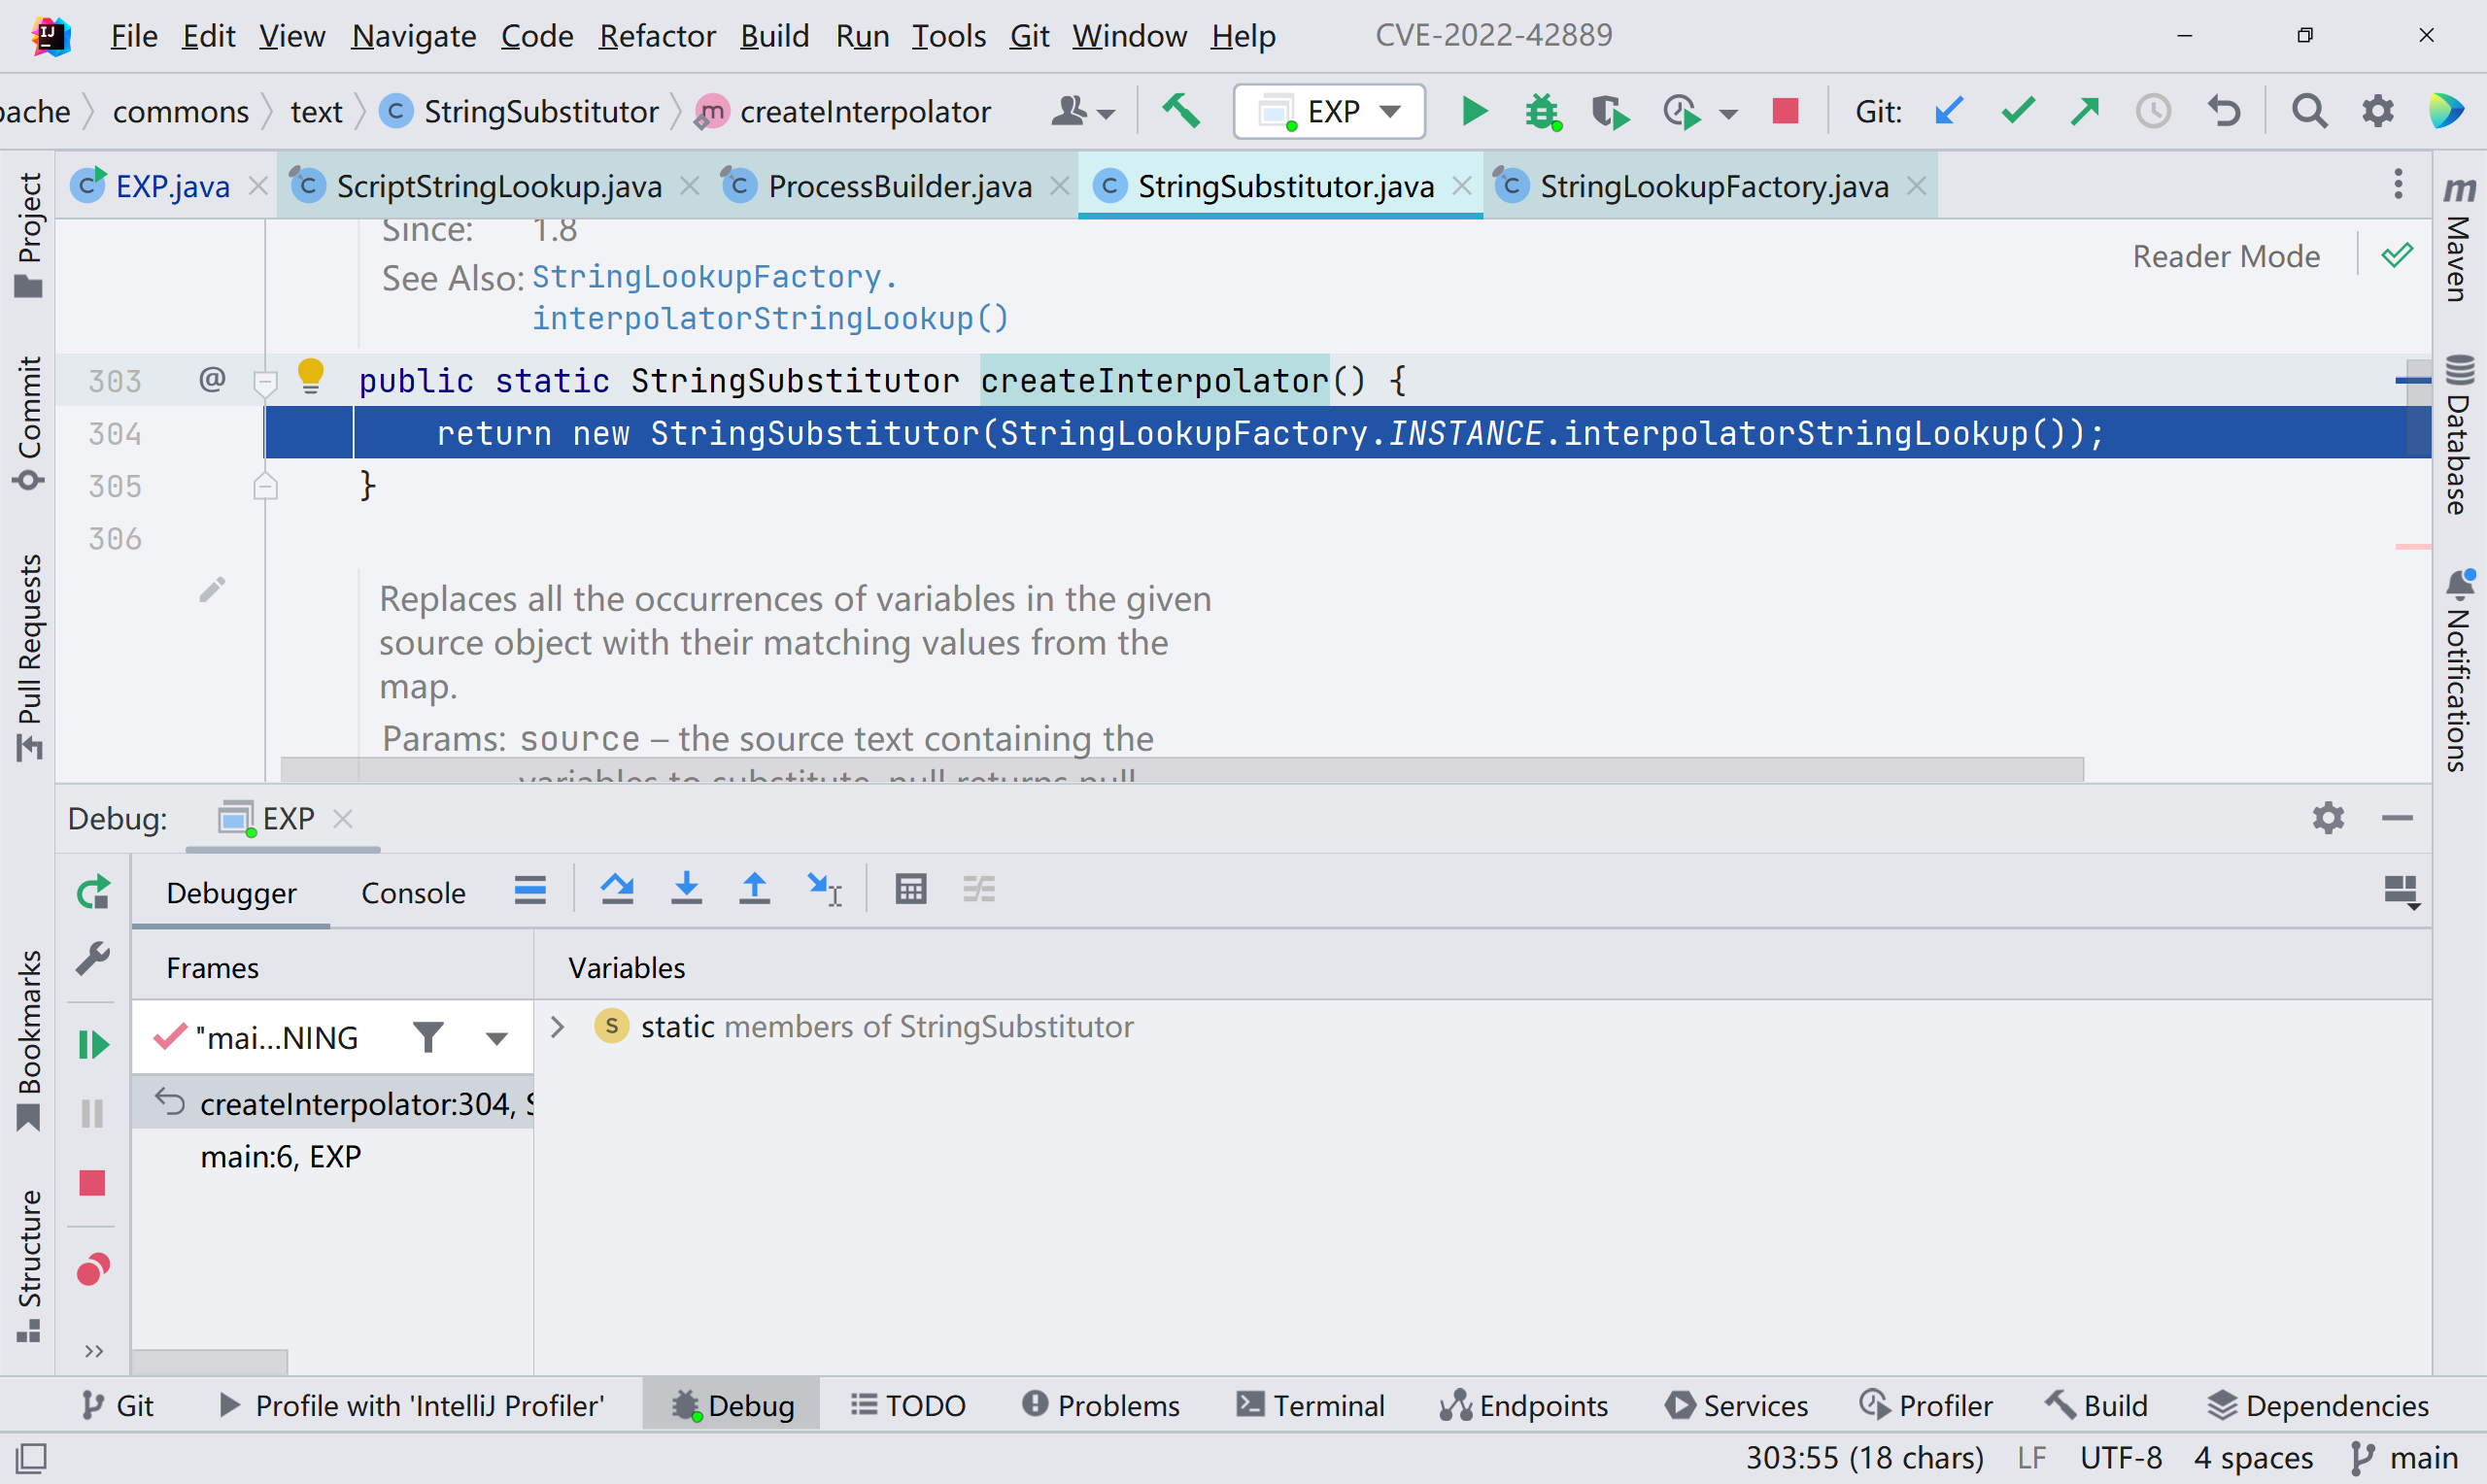 File Edit View Navigate Code Refactor Build Run Tools Git Window Help CVE-2022-42889
commons text StringSubstitutor createInterpolator EXP Git:
EXP.java ScriptStringLookup.java ProcessBuilder.java StringSubstitutor.java StringLookupFactory.java
Since: 1.8
See Also: StringLookupFactory.
interpolatorStringLookup()
Reader Mode
303 @ public static StringSubstitutor createInterpolator() {
304 return new StringSubstitutor(StringLookupFactory.INSTANCE.interpolatorStringLookup());
305 }
306
Replaces all the occurrences of variables in the given
source object with their matching values from the
map.
Params: source – the source text containing the
variables to substitute, null returns null
Debug: EXP
Debugger Console
Frames Variables
"mai...NING
static members of StringSubstitutor
createInterpolator:304, S
main:6, EXP
Project
Commit
Pull Requests
Bookmarks
Structure
Maven
Database
Notifications
Git Profile with 'IntelliJ Profiler' Debug TODO Problems Terminal Endpoints Services Profiler Build Dependencies
303:55 (18 chars) LF UTF-8 4 spaces main